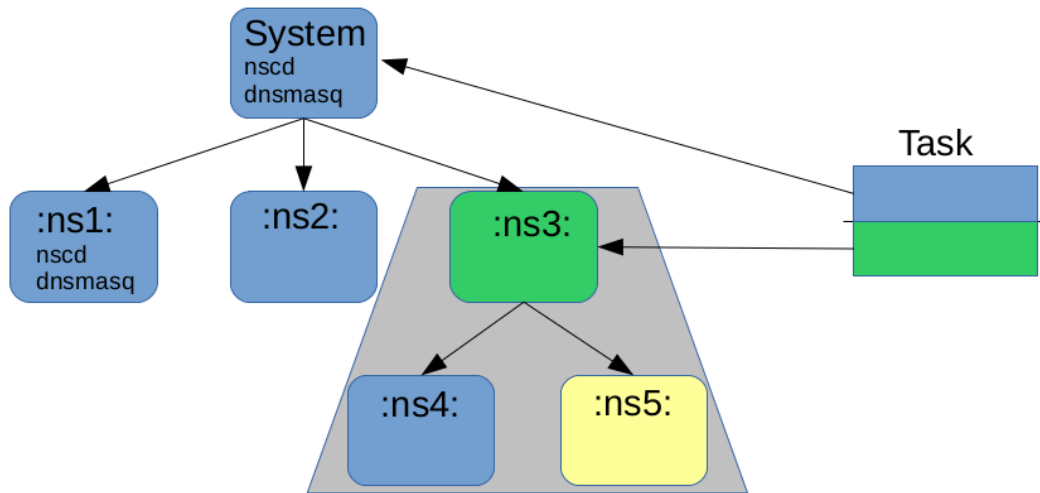 System
nscd
dnsmasq
Task
:ns1:
nscd
dnsmasq
:ns2:
:ns3:
:ns4:
:ns5: